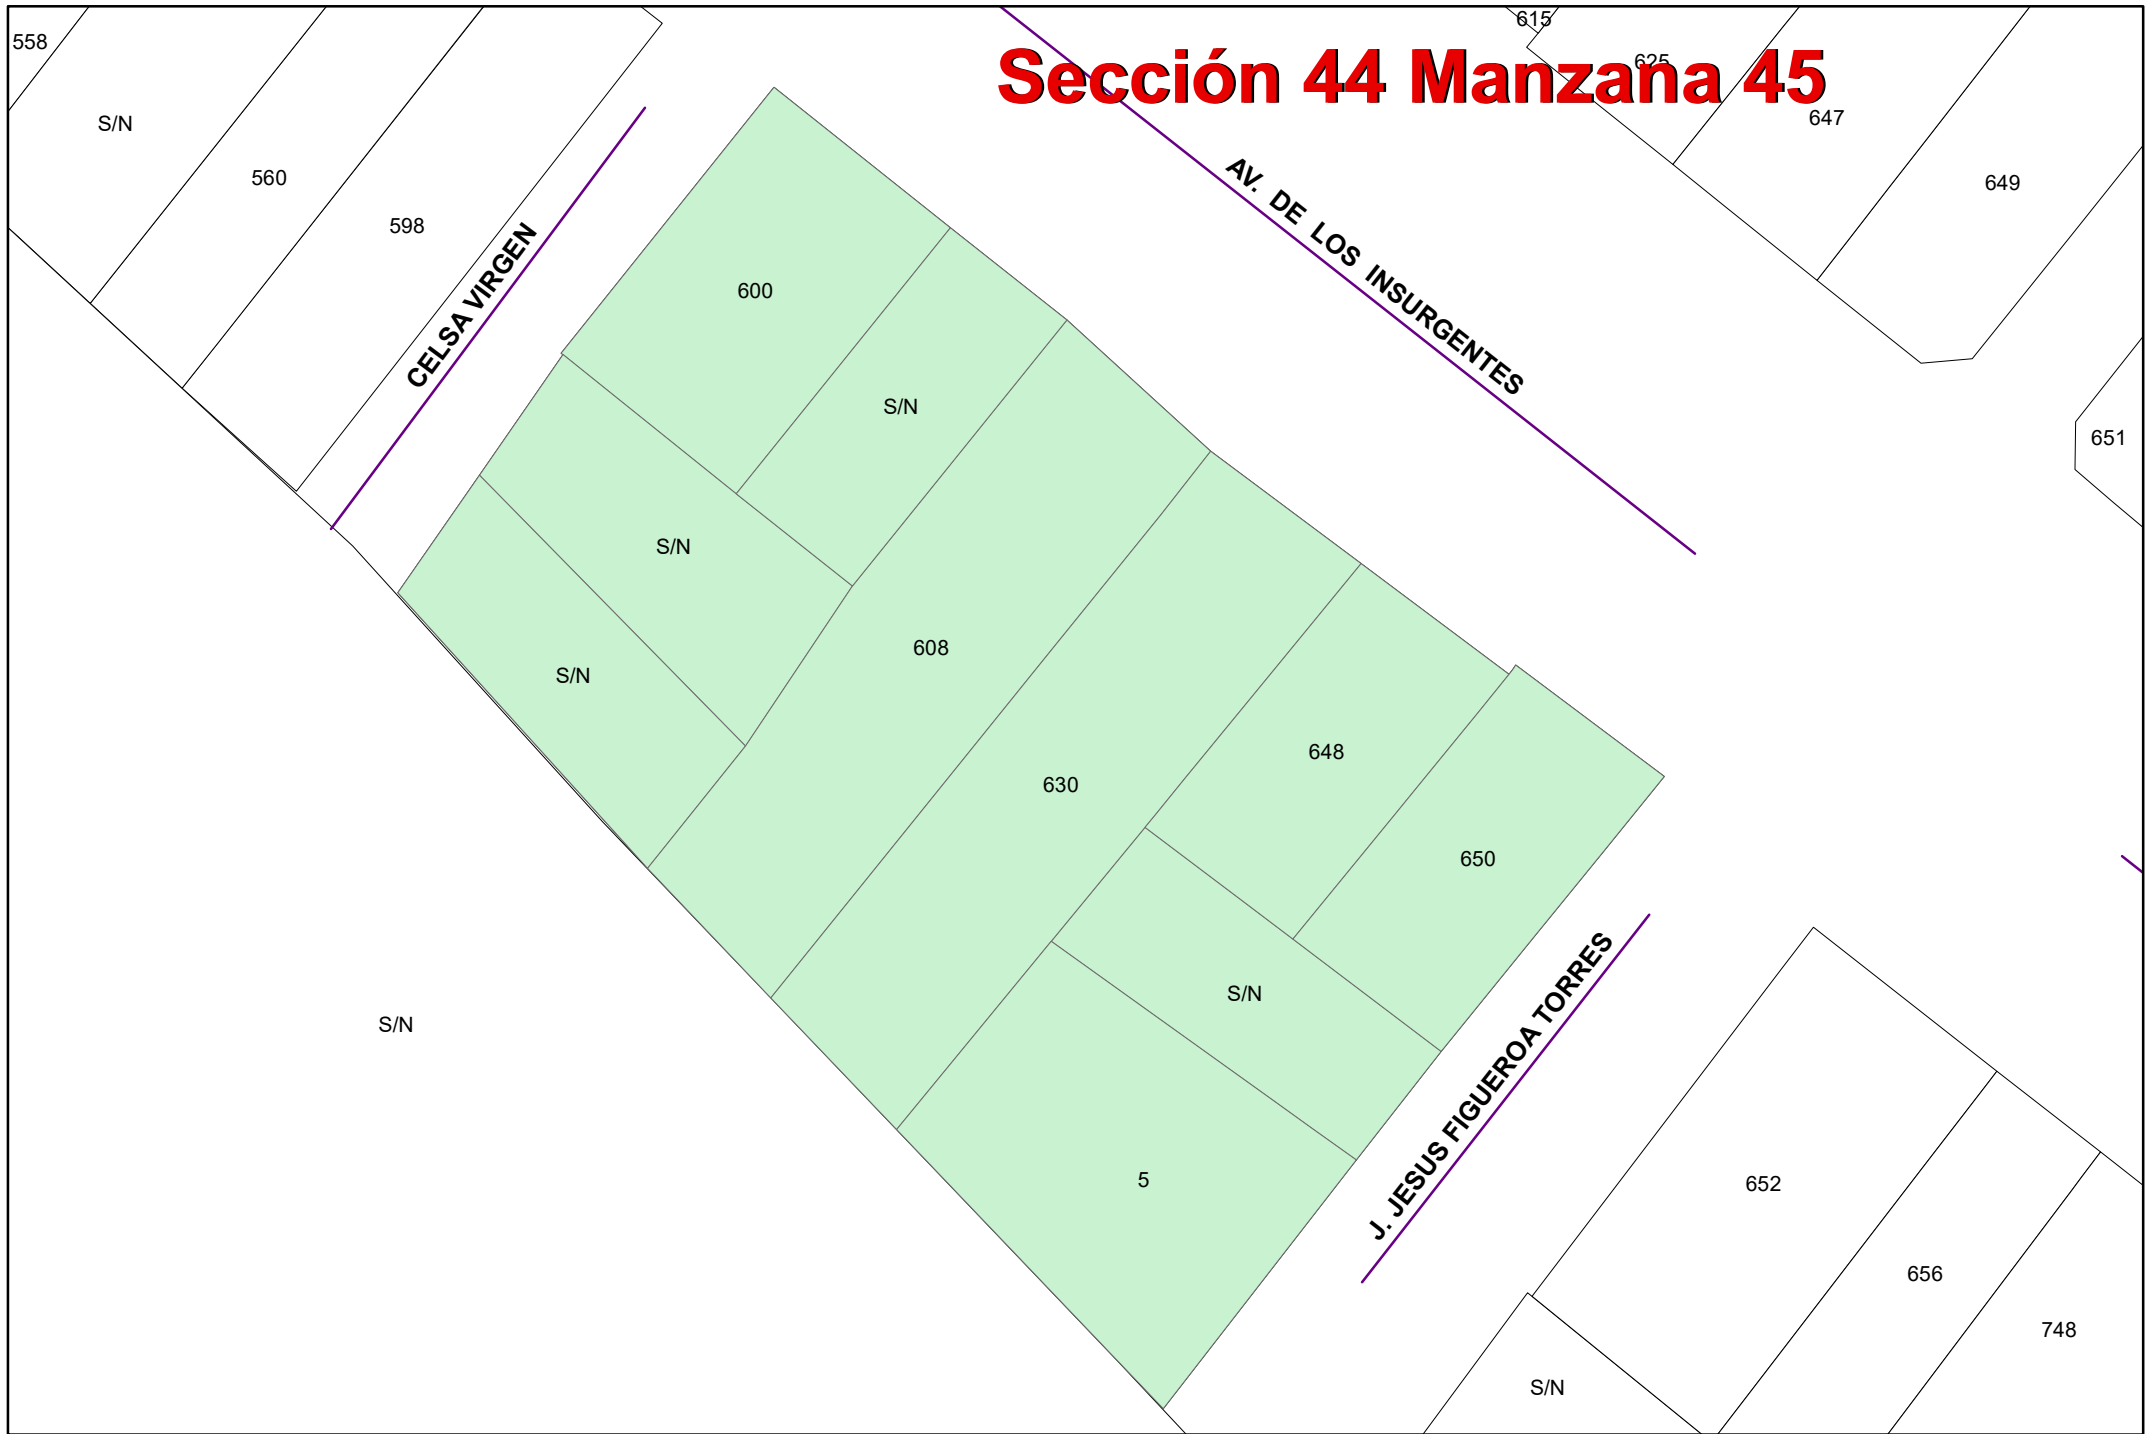 558
615
Sección 44 Manzana 45
625
647
S/N
560
649
598
AV. DE LOS INSURGENTES
CELSA VIRGEN
600
S/N
651
S/N
608
S/N
648
630
650
S/N
S/N
J. JESUS FIGUEROA TORRES
5
652
656
748
S/N